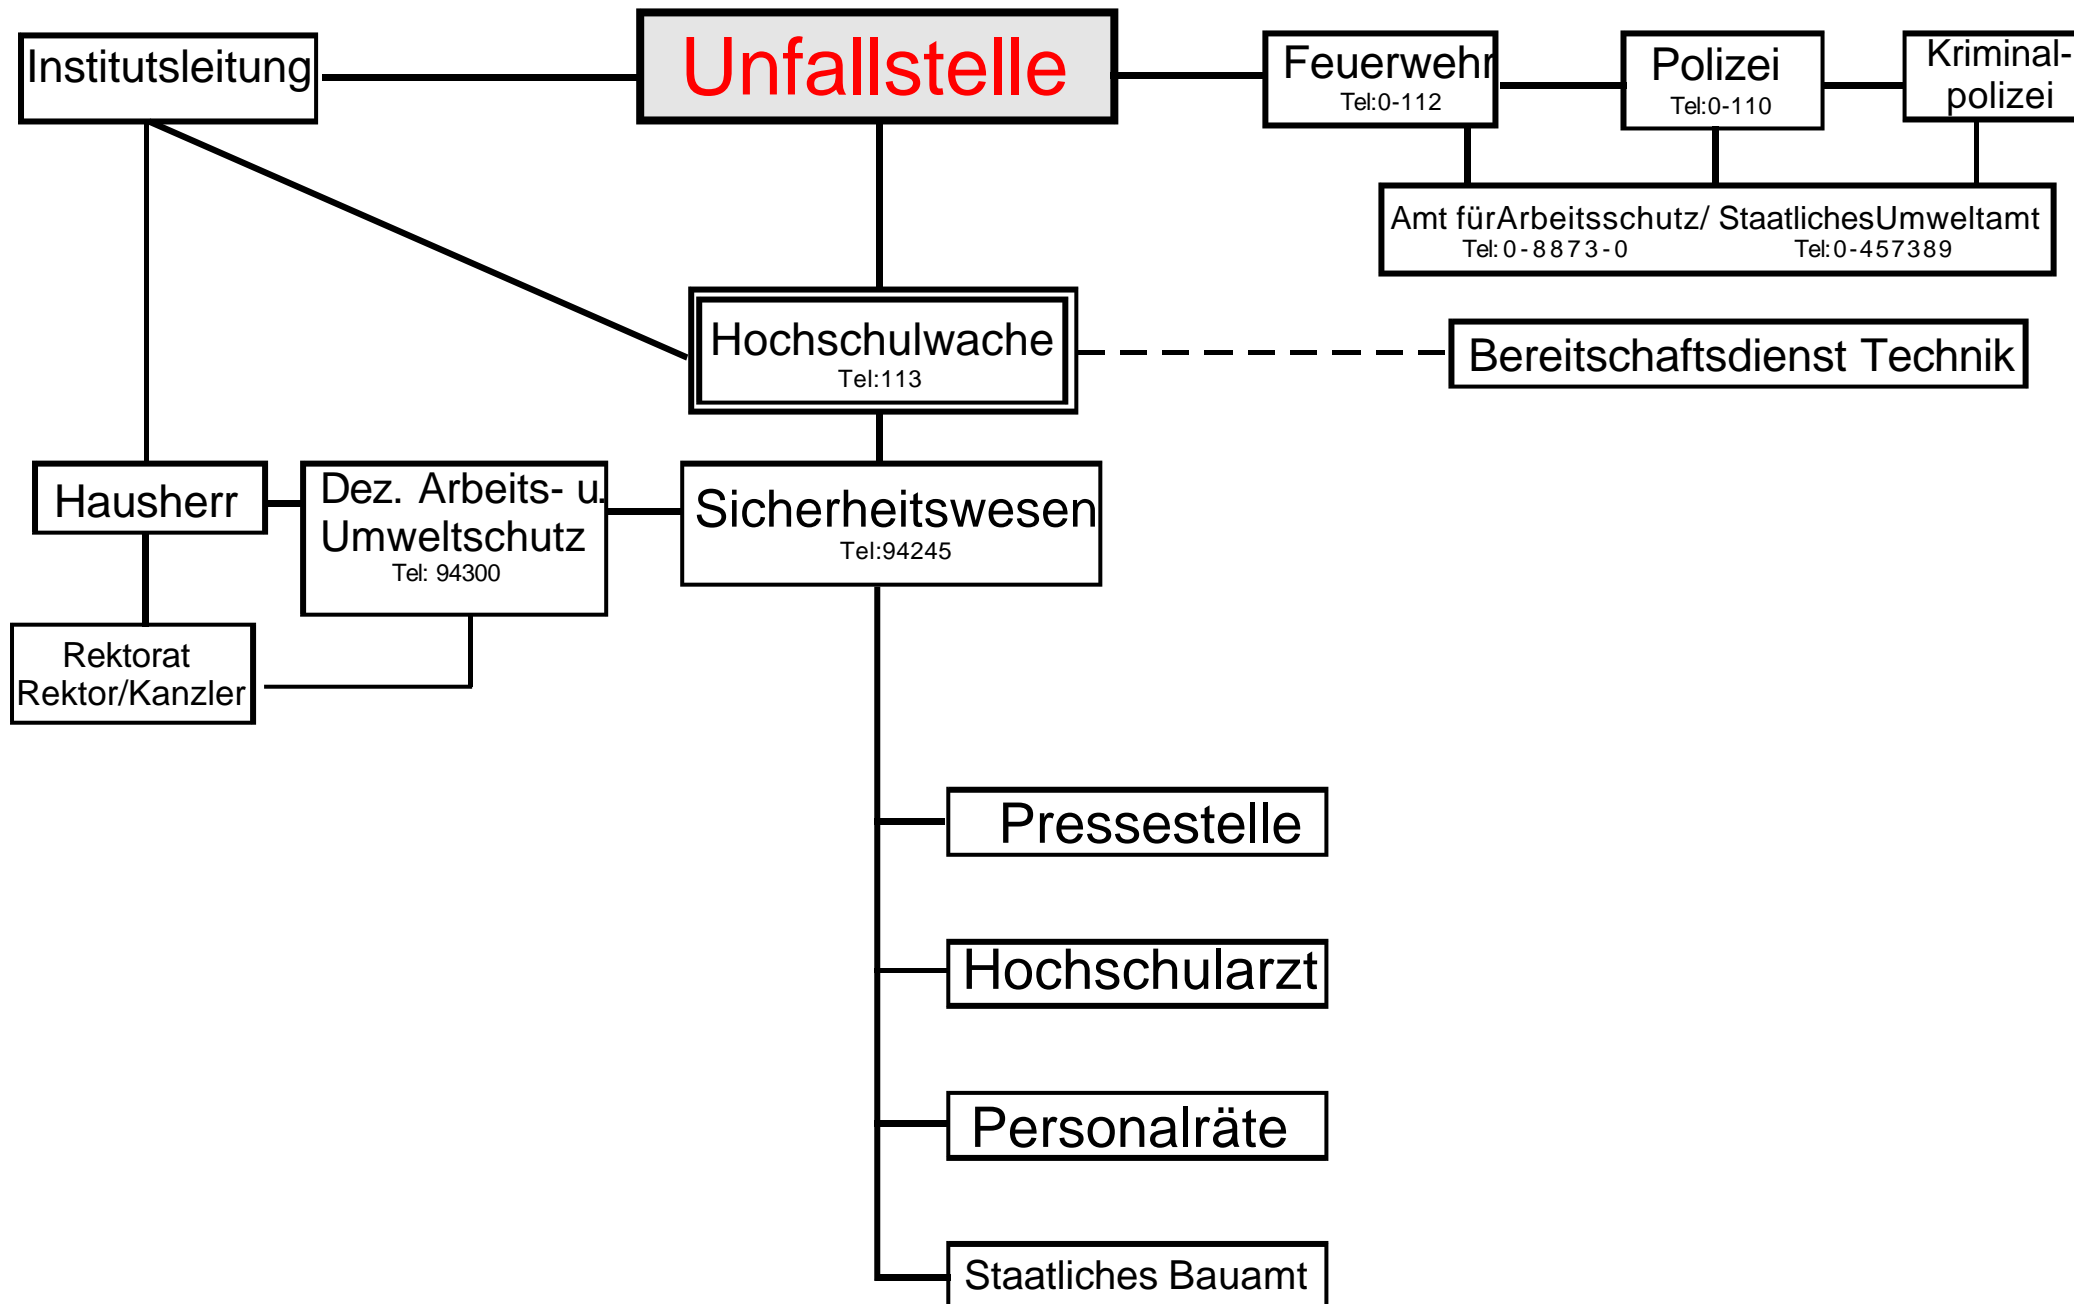 Institutsleitung
Unfallstelle
Feuerwehr
Tel:0-112
Polizei
Tel:0-110
Kriminal-
polizei
Amt fürArbeitsschutz/ StaatlichesUmweltamt
Tel:0-8873-0 Tel:0-457389
Hochschulwache
Tel:113
Bereitschaftsdienst Technik
Hausherr
Dez. Arbeits- u.
Umweltschutz
Tel: 94300
Sicherheitswesen
Tel:94245
Rektorat
Rektor/Kanzler
Pressestelle
Hochschularzt
Personalräte
Staatliches Bauamt